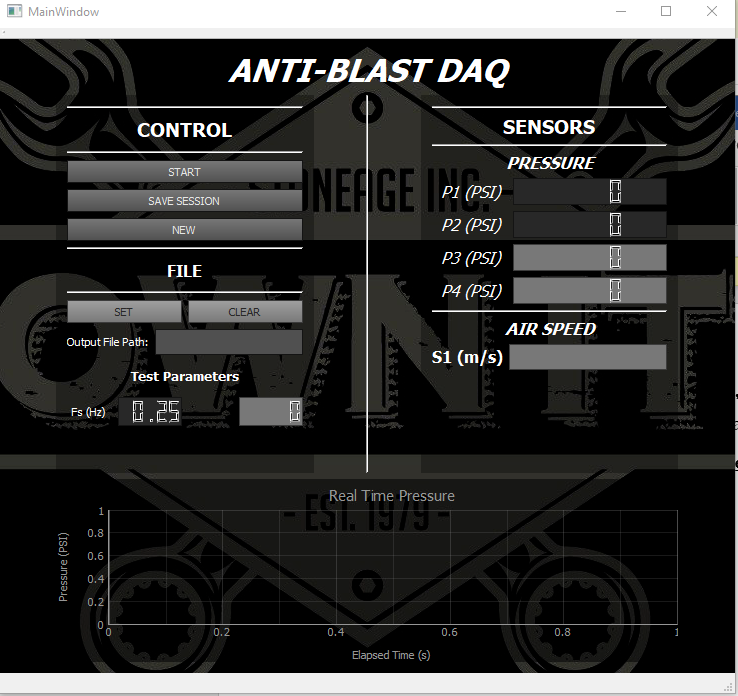 MainWindow
ANTI-BLAST DAQ
CONTROL
START
SAVE SESSION
NEW
FILE
SET CLEAR
Output File Path:
Test Parameters
Fs (Hz) 0.25 0
SENSORS
PRESSURE
P1 (PSI) 0
P2 (PSI) 0
P3 (PSI) 0
P4 (PSI) 0
AIR SPEED
S1 (m/s)
STONEAGE INC.
OWN IT
Real Time Pressure
- EST. 1979 -
Pressure (PSI)
1
0.8
0.6
0.4
0.2
0
0 0.2 0.4 0.6 0.8 1
Elapsed Time (s)